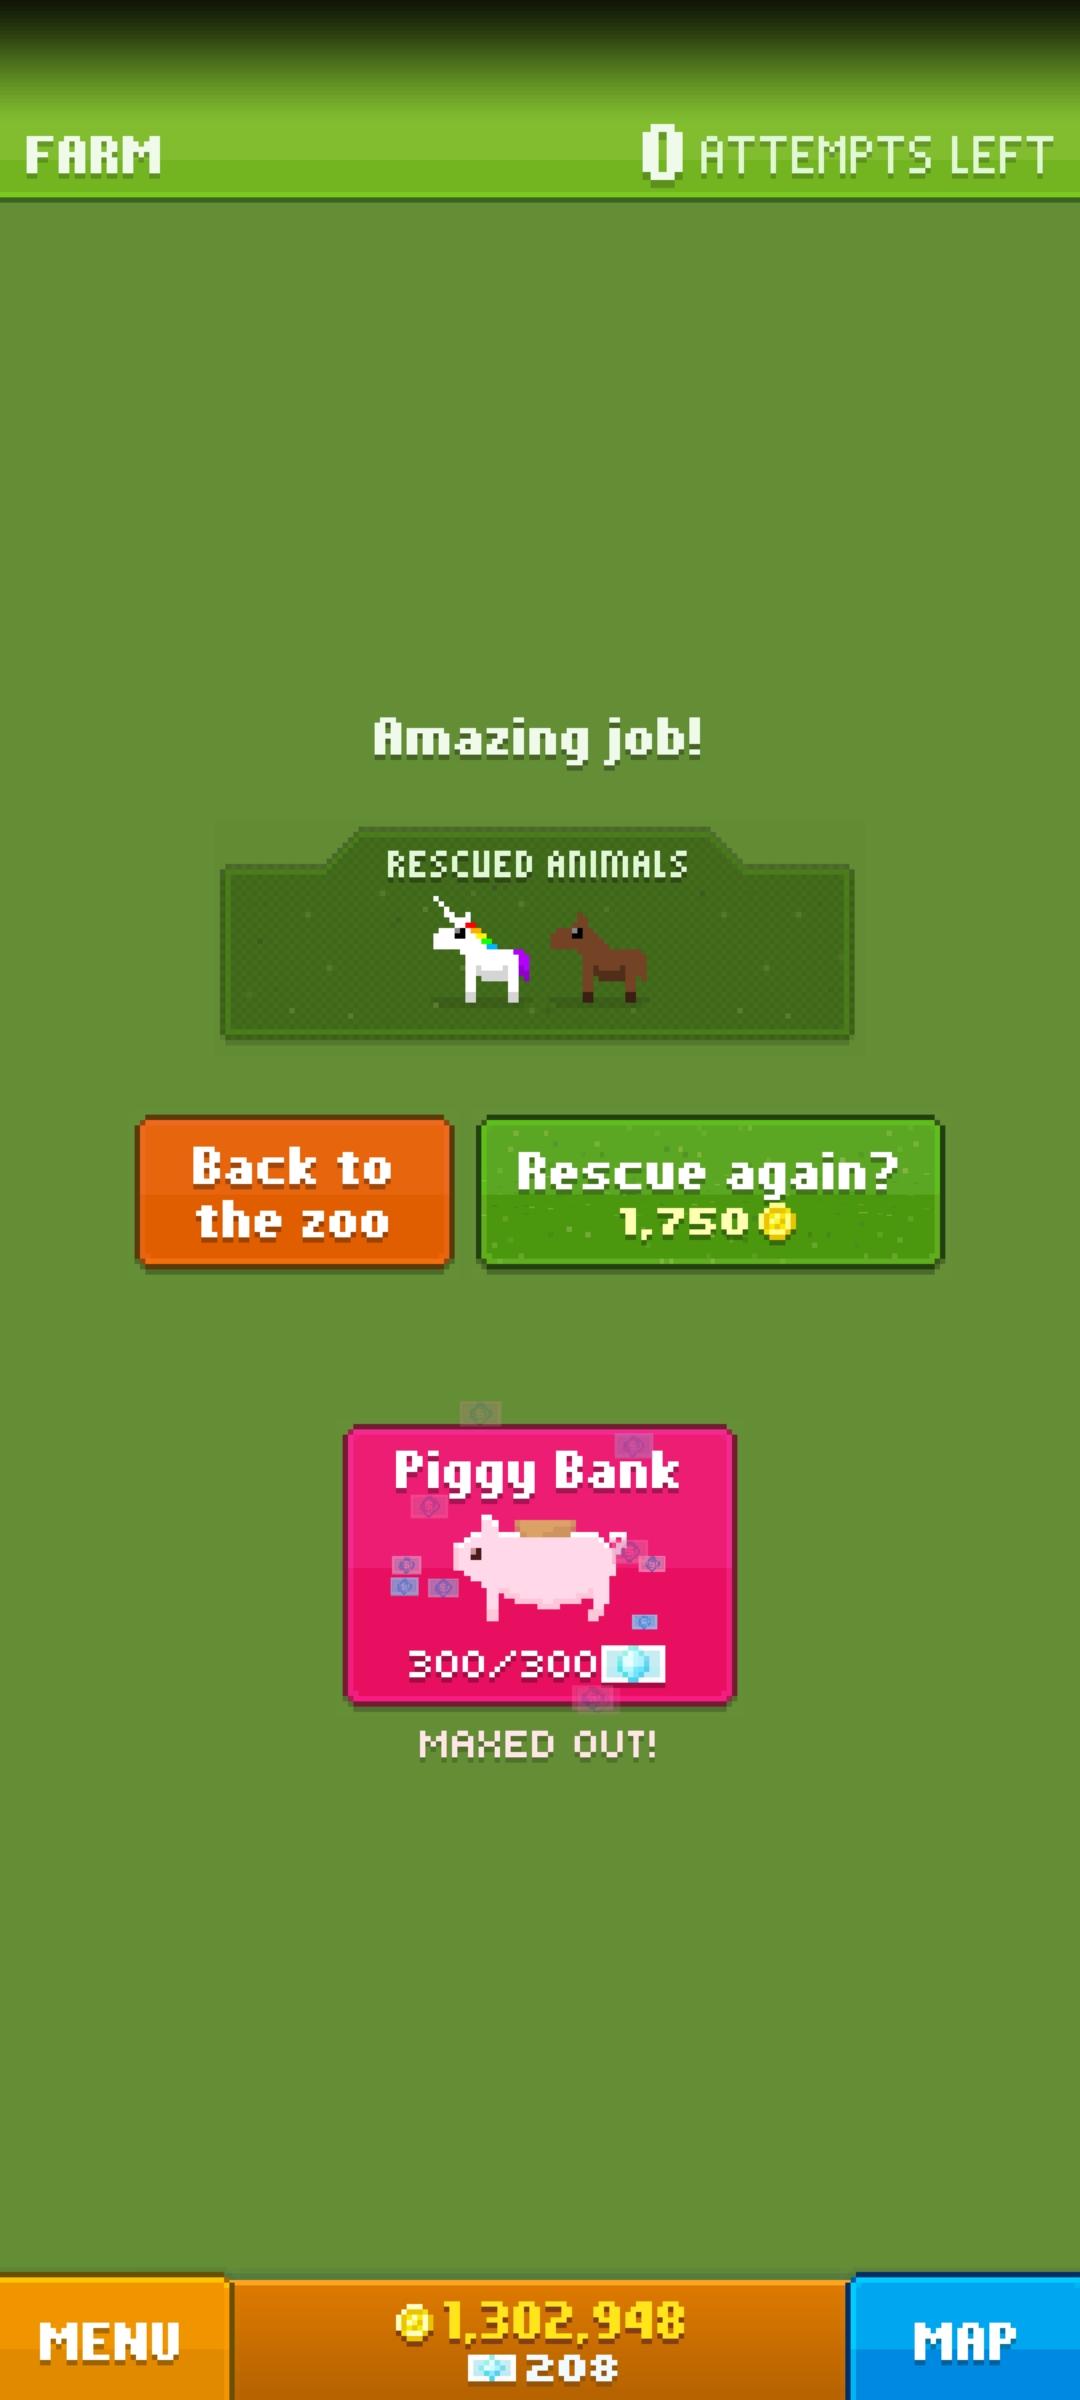 FARM
0 ATTEMPTS LEFT
Amazing job!
RESCUED ANIMALS
Back to
the zoo
Rescue again?
1,750
Piggy Bank
300/300
MAXED OUT!
MENU
1,302,948
208
MAP